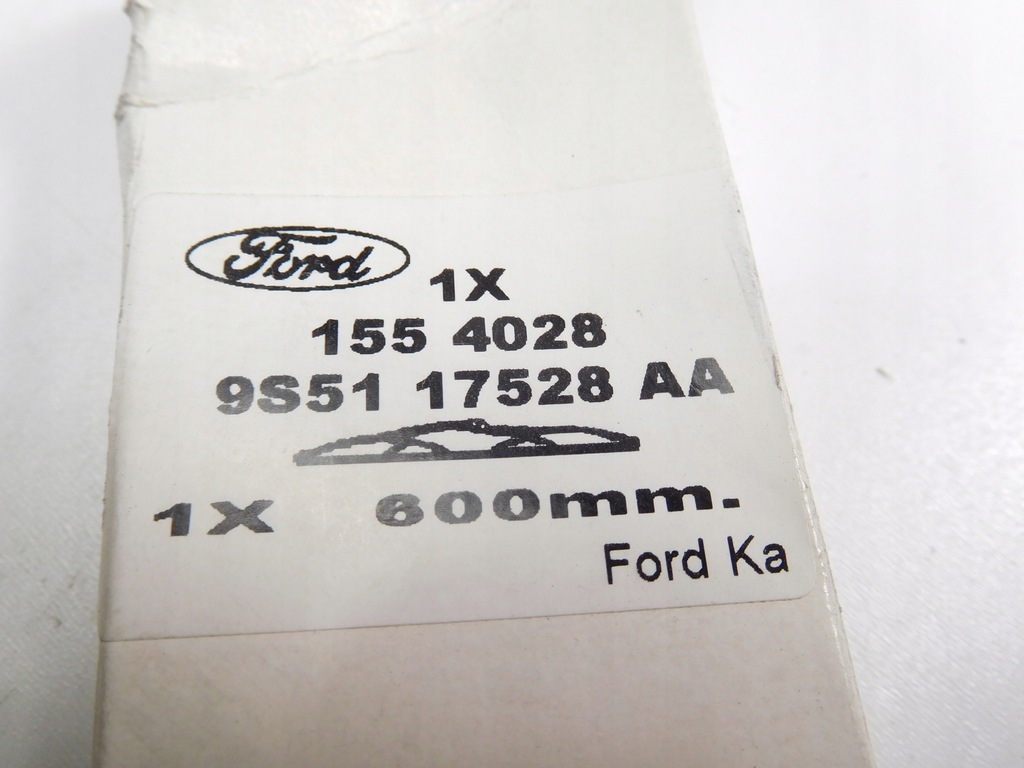 Ford
1X
155 4028
9S51 17528 AA
1X 600mm.
Ford Ka